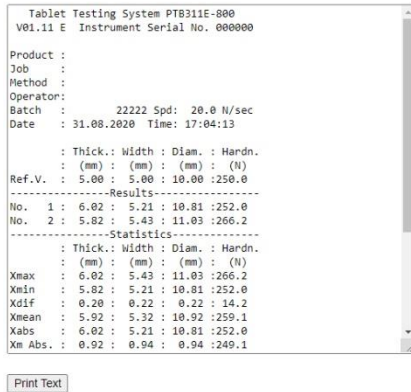 Tablet Testing System PTB311E-800
V01.11 E Instrument Serial No. 000000
Product :
Job :
Method :
Operator:
Batch : 22222 Spd: 20.0 N/sec
Date : 31.08.2020 Time: 17:04:13
: Thick.: Width : Diam. : Hardn.
: (mm) : (mm) : (mm) : (N)
Ref.V. : 5.00 : 5.00 : 10.00 :250.0
-----------------Results-----------------
No. 1 : 6.02 : 5.21 : 10.81 :252.0
No. 2 : 5.82 : 5.43 : 11.03 :266.2
-----------------Statistics--------------
: Thick.: Width : Diam. : Hardn.
: (mm) : (mm) : (mm) : (N)
Xmax : 6.02 : 5.43 : 11.03 :266.2
Xmin : 5.82 : 5.21 : 10.81 :252.0
Xdif : 0.20 : 0.22 : 0.22 : 14.2
Xmean : 5.92 : 5.32 : 10.92 :259.1
Xabs : 6.02 : 5.21 : 10.81 :252.0
Xm Abs. : 0.92 : 0.94 : 0.94 :249.1
Print Text